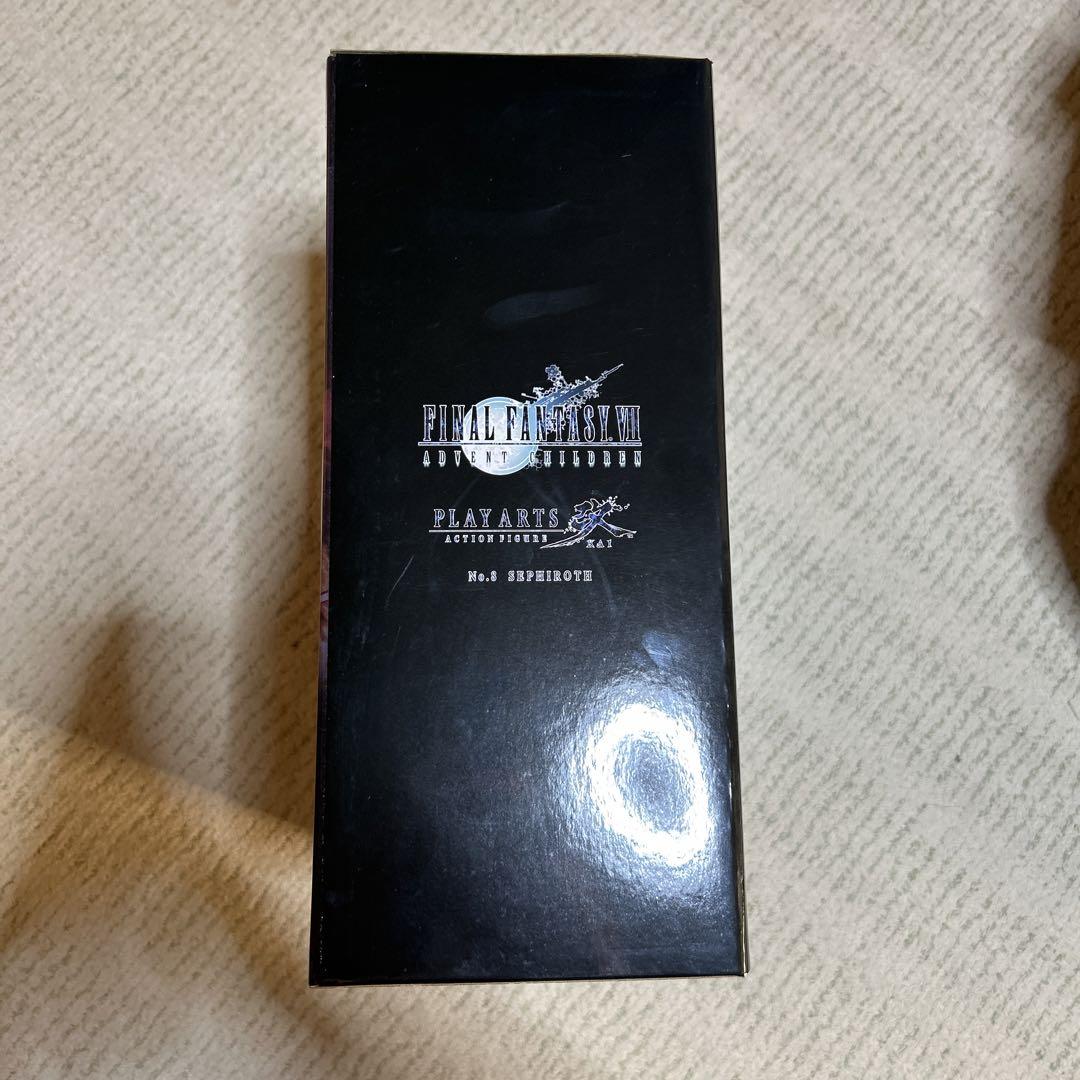 FINAL FANTASY VII
ADVENT CHILDREN
PLAY ARTS 改
ACTION FIGURE KAI
No.8 SEPHIROTH